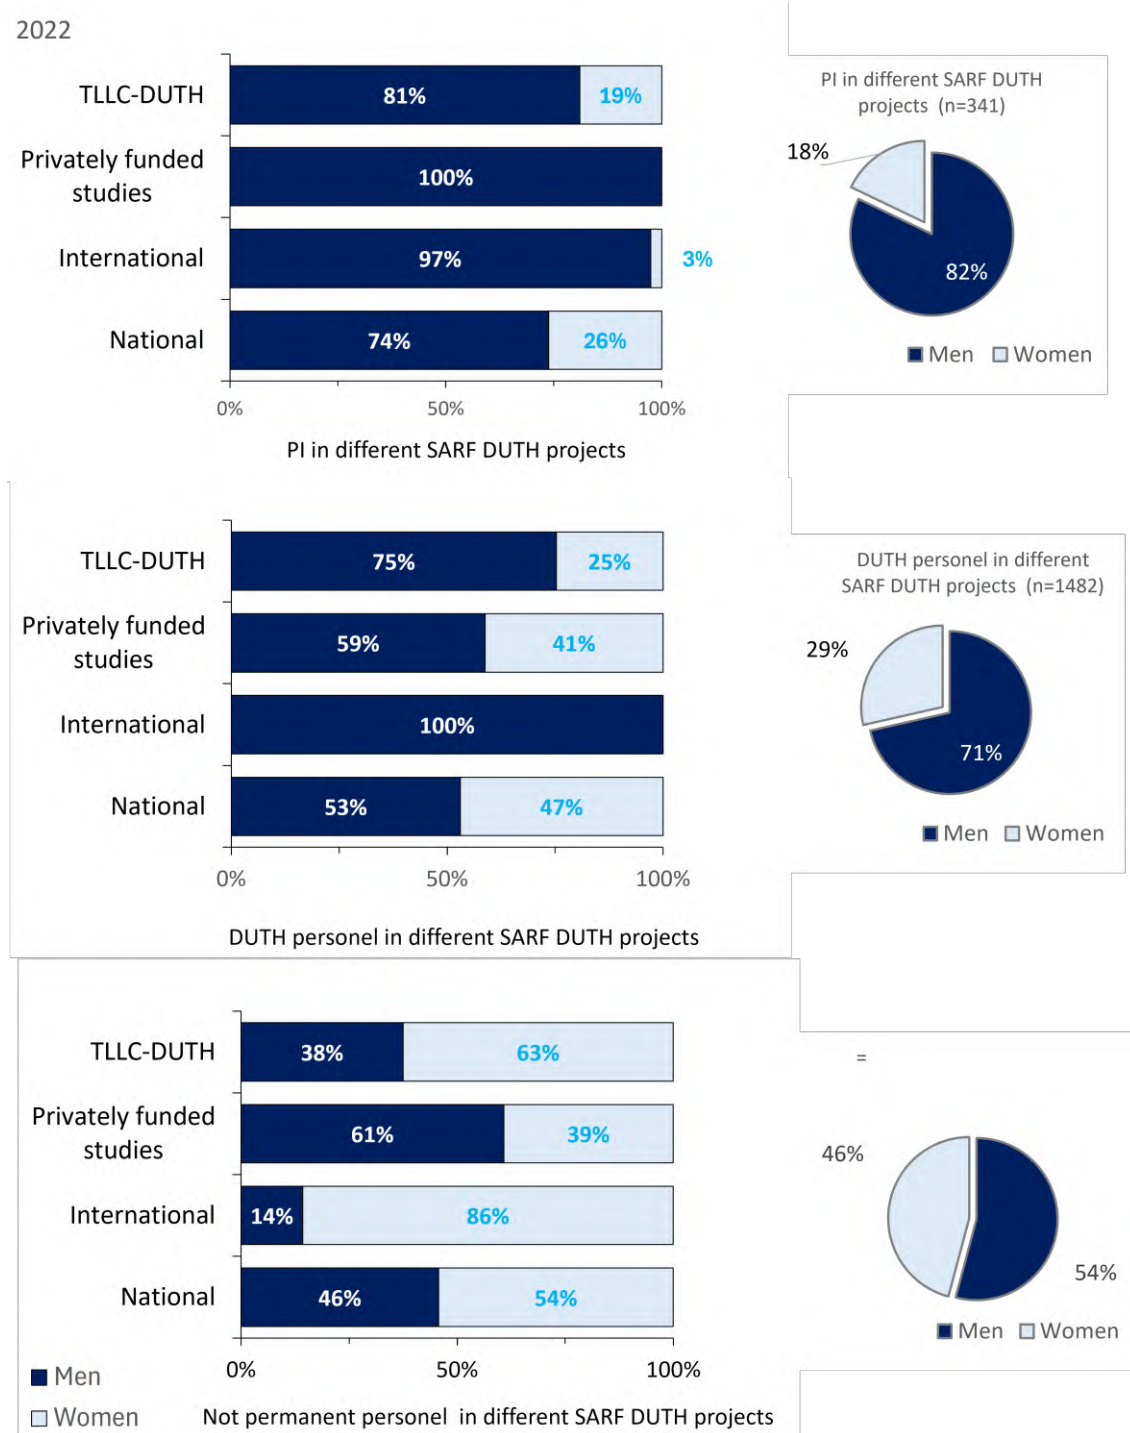 2022
TLLC-DUTH
81%
19%
Privately funded
studies
100%
International
97%
3%
National
74%
26%
0%
50%
100%
PI in different SARF DUTH projects
PI in different SARF DUTH
projects (n=341)
18%
82%
Men
Women
TLLC-DUTH
75%
25%
Privately funded
studies
59%
41%
International
100%
National
53%
47%
0%
50%
100%
DUTH personel in different SARF DUTH projects
DUTH personel in different
SARF DUTH projects (n=1482)
29%
71%
Men
Women
TLLC-DUTH
38%
63%
Privately funded
studies
61%
39%
International
14%
86%
National
46%
54%
0%
50%
100%
Men
Women
Not permanent personel in different SARF DUTH projects
=
46%
54%
Men
Women